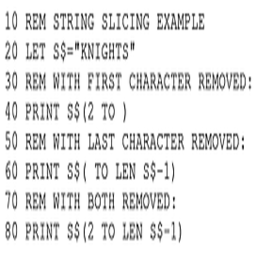 10 REM STRING SLICING EXAMPLE
20 LET S$="KNIGHTS"
30 REM WITH FIRST CHARACTER REMOVED:
40 PRINT S$(2 TO )
50 REM WITH LAST CHARACTER REMOVED:
60 PRINT S$( TO LEN S$-1)
70 REM WITH BOTH REMOVED:
80 PRINT S$(2 TO LEN S$-1)